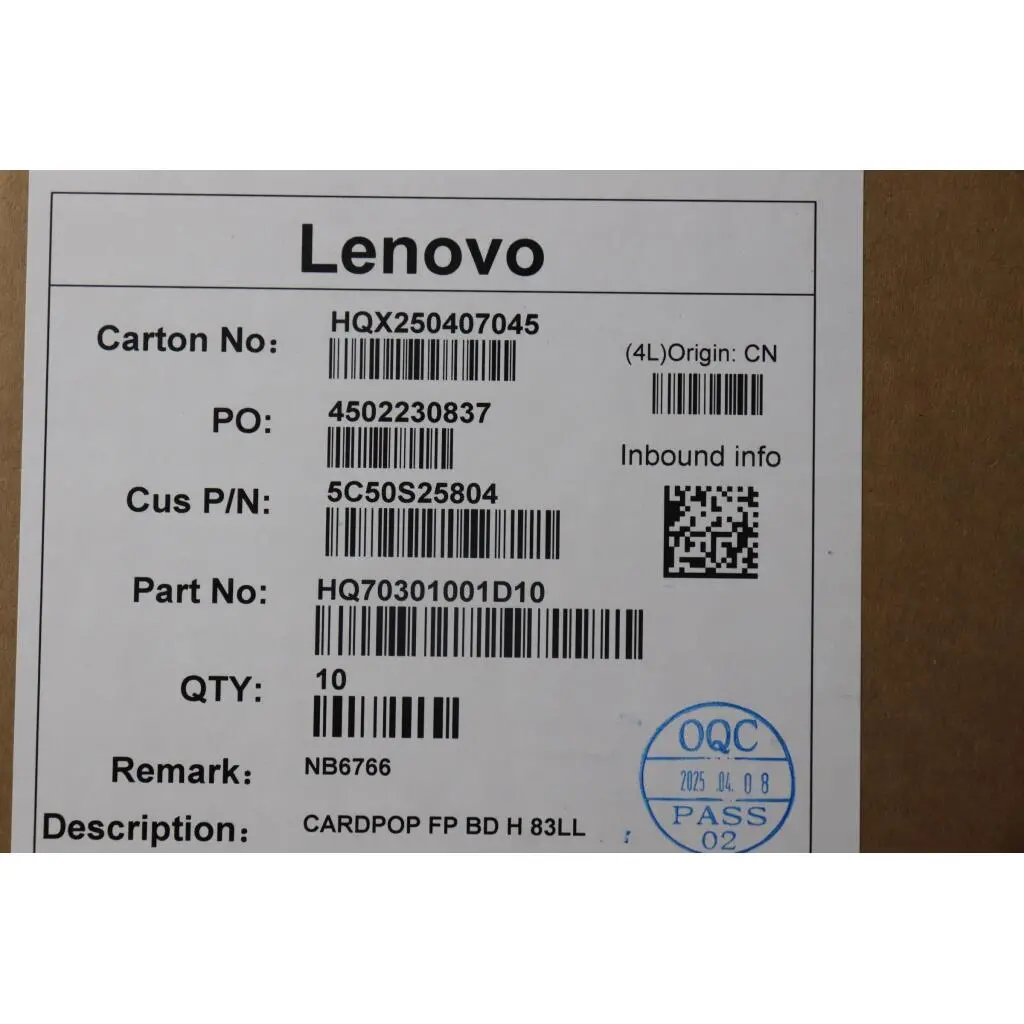 Lenovo
Carton No: HQX250407045
(4L)Origin: CN
PO: 4502230837
Inbound info
Cus P/N: 5C50S25804
Part No: HQ70301001D10
QTY: 10
Remark: NB6766
Description: CARDPOP FP BD H 83LL
OQC
2025 .04. 08
PASS
02